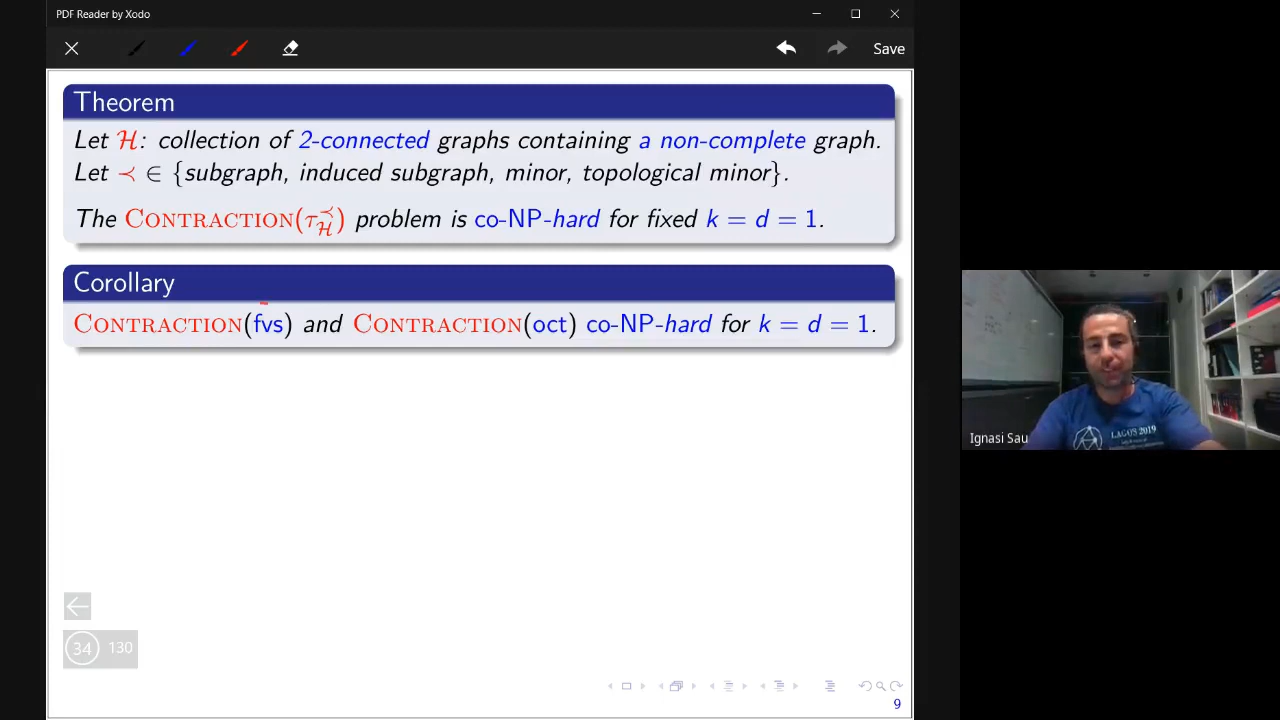 PDF Reader by Xodo
Save
Theorem
Let ℋ: collection of 2-connected graphs containing a non-complete graph.
Let ≺ ∈ {subgraph, induced subgraph, minor, topological minor}.
The CONTRACTION(τ_ℋ^≺) problem is co-NP-hard for fixed k = d = 1.
Corollary
CONTRACTION(fvs) and CONTRACTION(oct) co-NP-hard for k = d = 1.
34 130
9
LAGOS 2019
Ignasi Sau